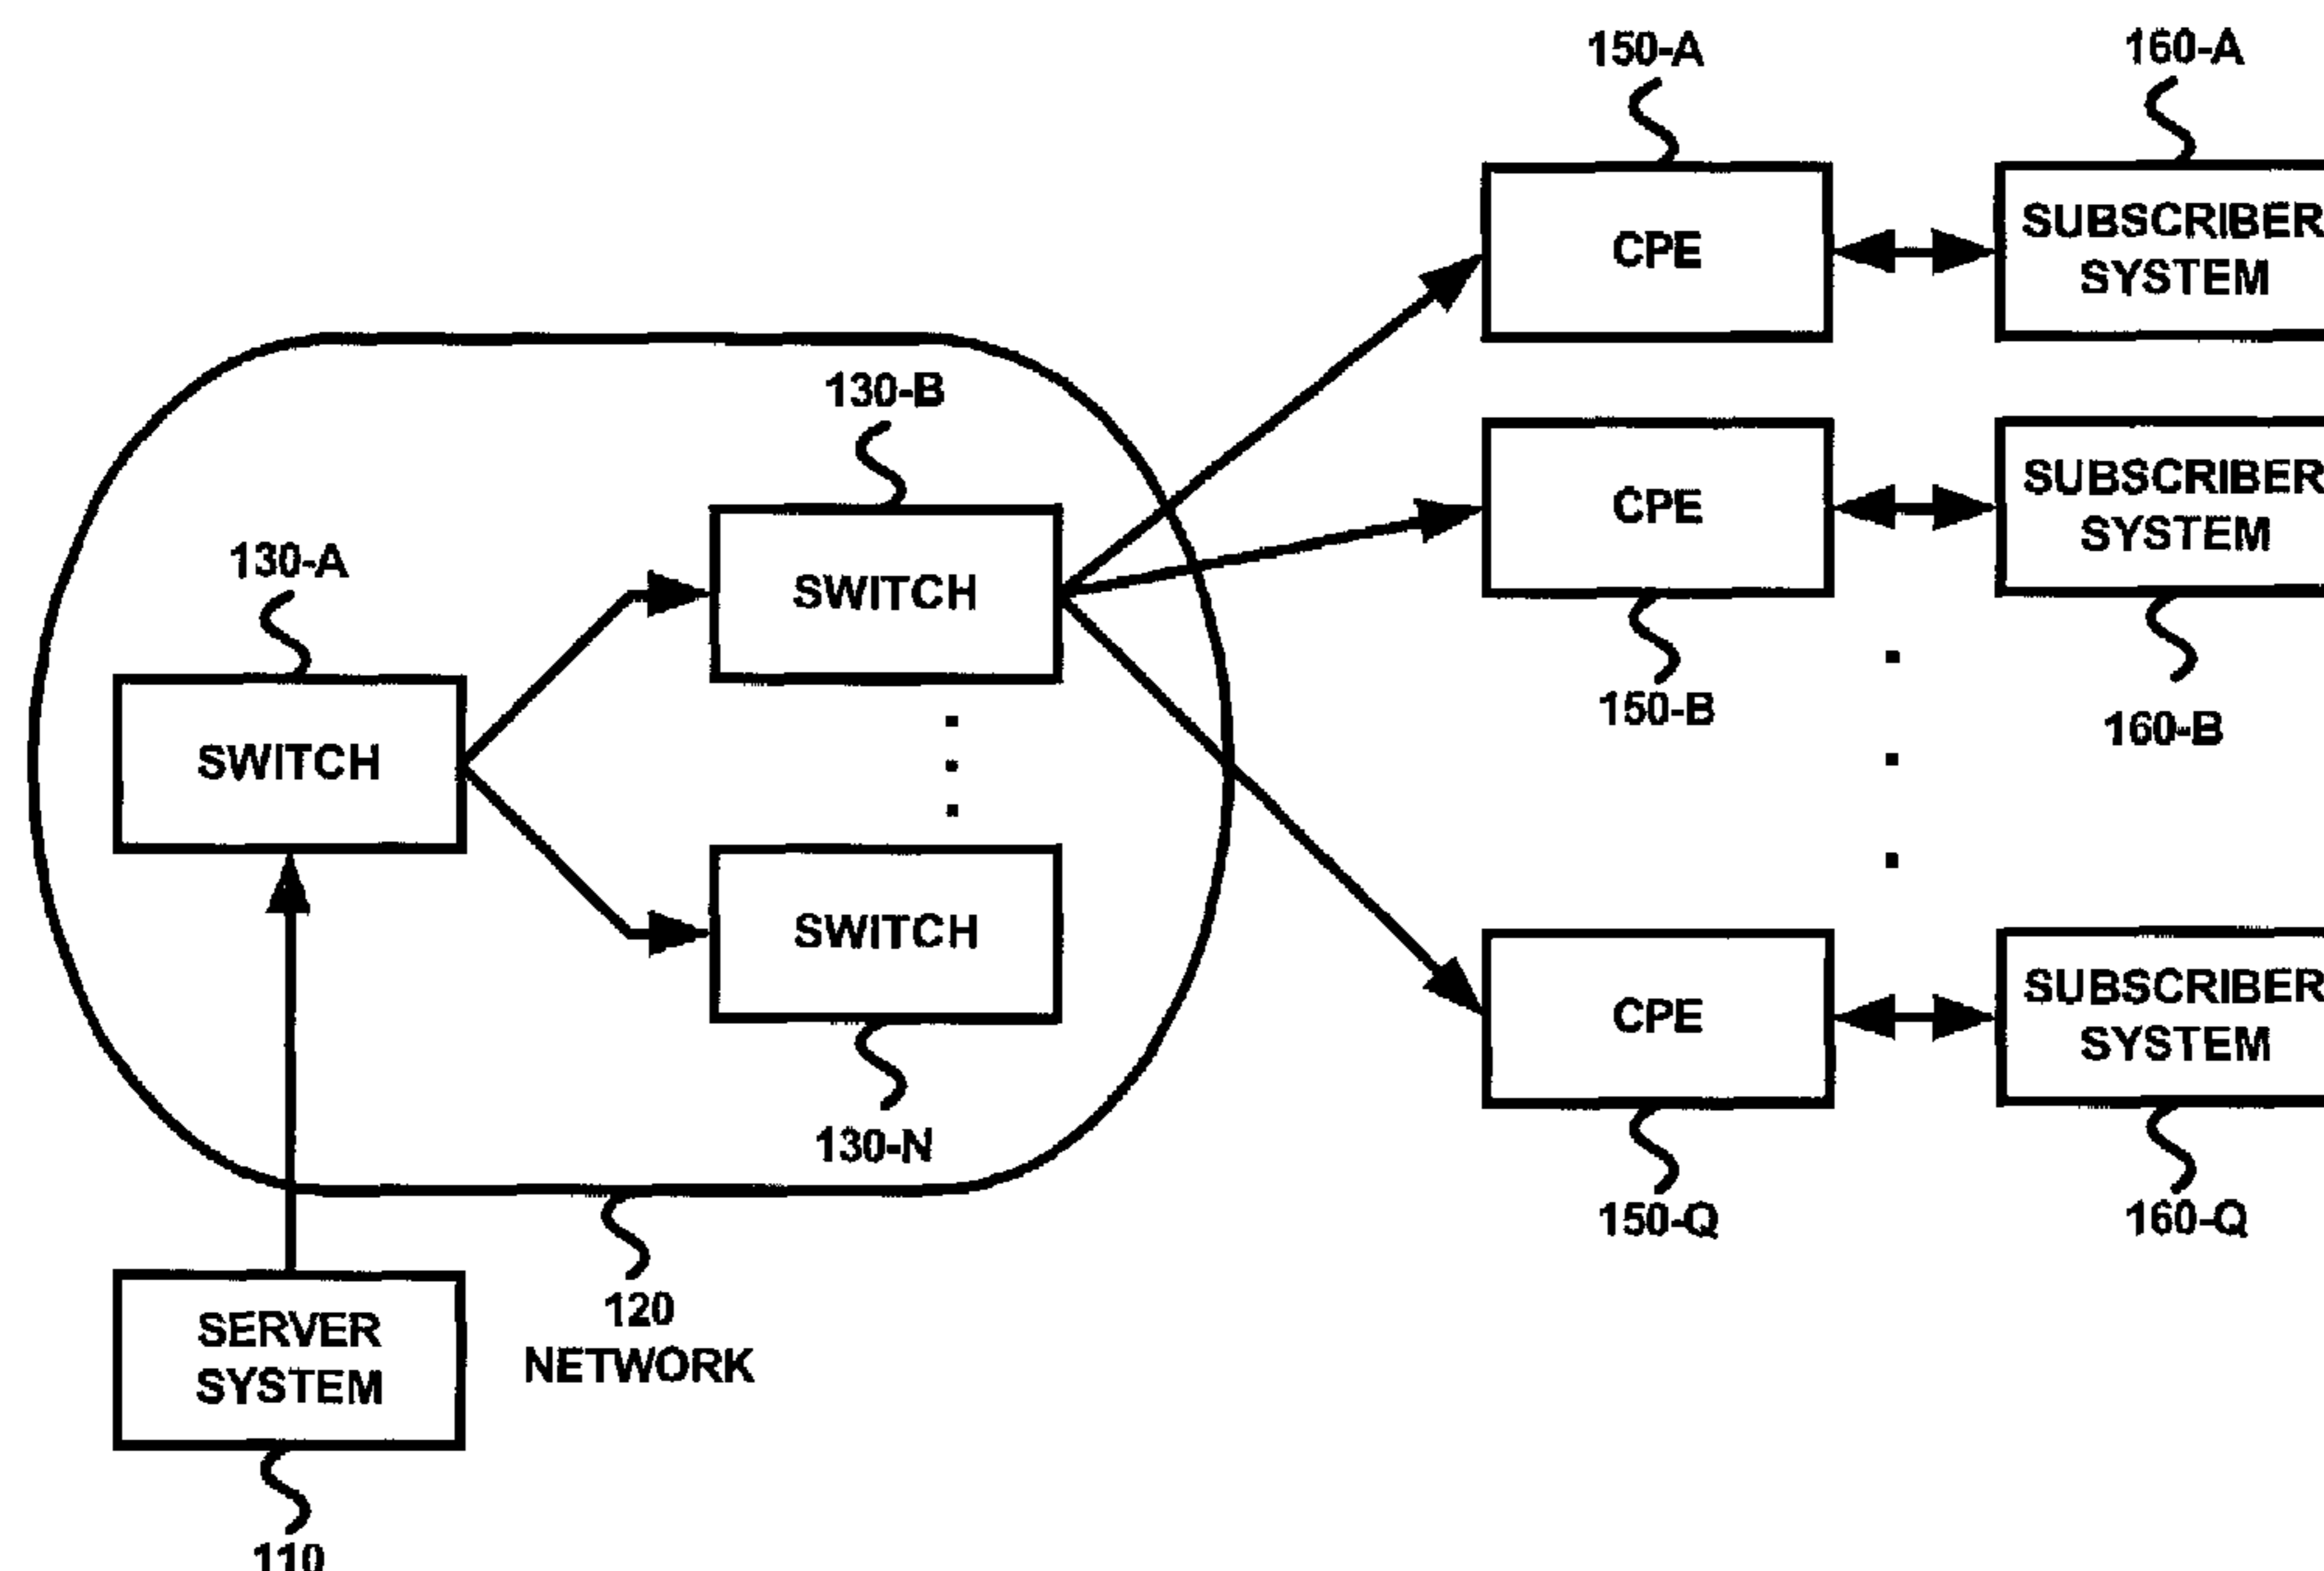 150-A
160-A
CPE
SUBSCRIBER
SYSTEM
130-B
CPE
SUBSCRIBER
SYSTEM
130-A
SWITCH
150-B
160-B
SWITCH
SWITCH
CPE
SUBSCRIBER
SYSTEM
130-N
150-Q
160-Q
120
NETWORK
SERVER
SYSTEM
110